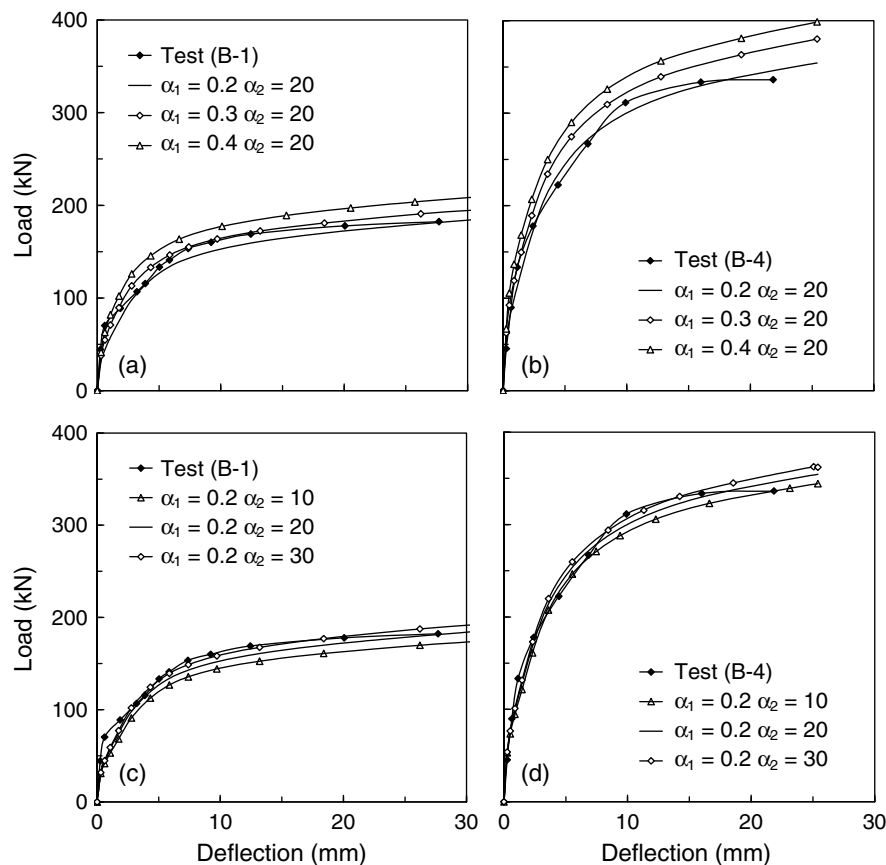 400
300
200
100
0
Load (kN)
Test (B-1)
α₁ = 0.2 α₂ = 20
α₁ = 0.3 α₂ = 20
α₁ = 0.4 α₂ = 20
(a)
Test (B-4)
α₁ = 0.2 α₂ = 20
α₁ = 0.3 α₂ = 20
α₁ = 0.4 α₂ = 20
(b)
400
300
200
100
0
Load (kN)
Test (B-1)
α₁ = 0.2 α₂ = 10
α₁ = 0.2 α₂ = 20
α₁ = 0.2 α₂ = 30
(c)
0 10 20 30
Deflection (mm)
Test (B-4)
α₁ = 0.2 α₂ = 10
α₁ = 0.2 α₂ = 20
α₁ = 0.2 α₂ = 30
(d)
0 10 20 30
Deflection (mm)